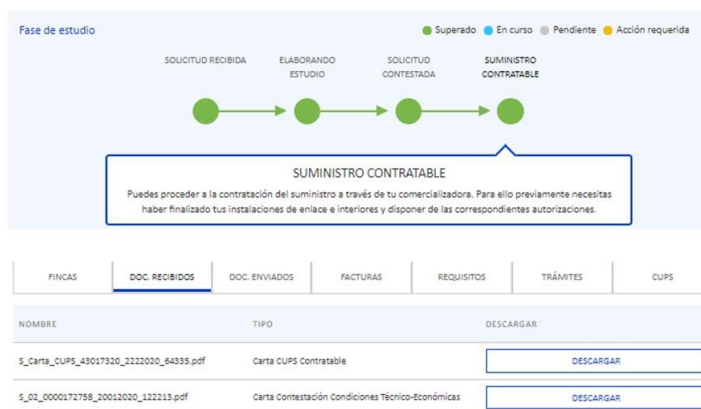 Fase de estudio
Superado En curso Pendiente Acción requerida
SOLICITUD RECIBIDA
ELABORANDO
ESTUDIO
SOLICITUD
CONTESTADA
SUMINISTRO
CONTRATABLE
SUMINISTRO CONTRATABLE
Puedes proceder a la contratación del suministro a través de tu comercializadora. Para ello previamente necesitas
haber finalizado tus instalaciones de enlace e interiores y disponer de las correspondientes autorizaciones.
FINCAS DOC. RECIBIDOS DOC. ENVIADOS FACTURAS REQUISITOS TRÁMITES CUPS
NOMBRE TIPO DESCARGAR
S_Carta_CUPS_43017320_2222020_64335.pdf Carta CUPS Contratable DESCARGAR
S_02_0000172758_20012020_122213.pdf Carta Contestación Condiciones Técnico-Económicas DESCARGAR